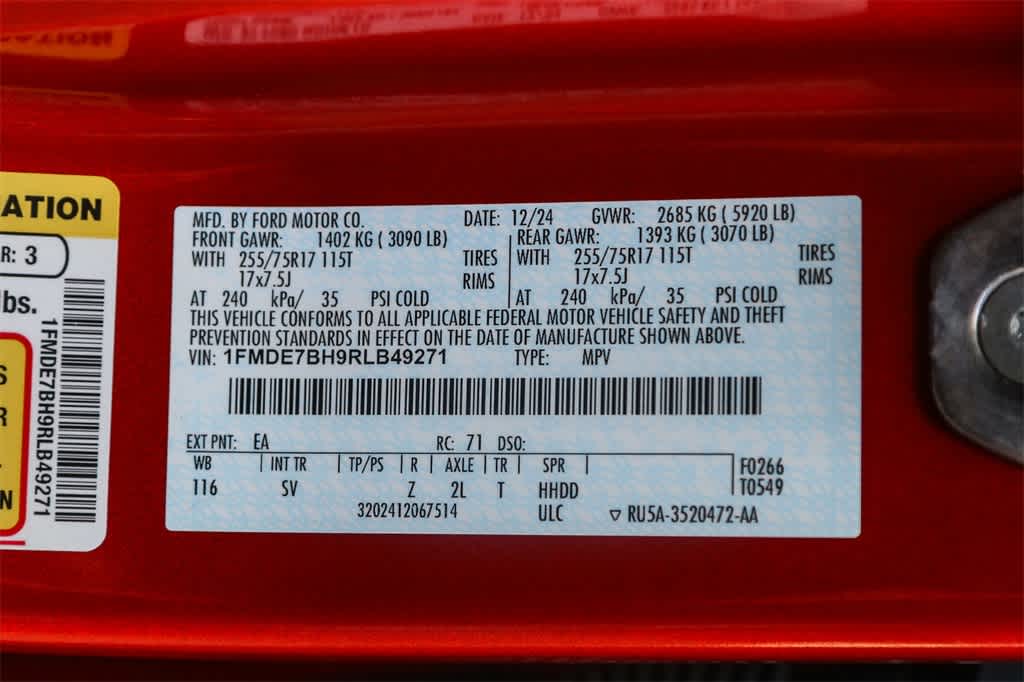 ATION
R: 3
lbs.
1FMDE7BH9RLB49271
S
R
N
MFD. BY FORD MOTOR CO. DATE: 12/24 GVWR: 2685 KG ( 5920 LB)
FRONT GAWR: 1402 KG ( 3090 LB) REAR GAWR: 1393 KG ( 3070 LB)
WITH 255/75R17 115T TIRES WITH 255/75R17 115T TIRES
17x7.5J RIMS 17x7.5J RIMS
AT 240 kPa/ 35 PSI COLD AT 240 kPa/ 35 PSI COLD
THIS VEHICLE CONFORMS TO ALL APPLICABLE FEDERAL MOTOR VEHICLE SAFETY AND THEFT
PREVENTION STANDARDS IN EFFECT ON THE DATE OF MANUFACTURE SHOWN ABOVE.
VIN: 1FMDE7BH9RLB49271 TYPE: MPV
EXT PNT: EA RC: 71 DSO:
WB INT TR TP/PS R AXLE TR SPR F0266
116 SV Z 2L T HHDD T0549
3202412067514 ULC ▽ RU5A-3520472-AA